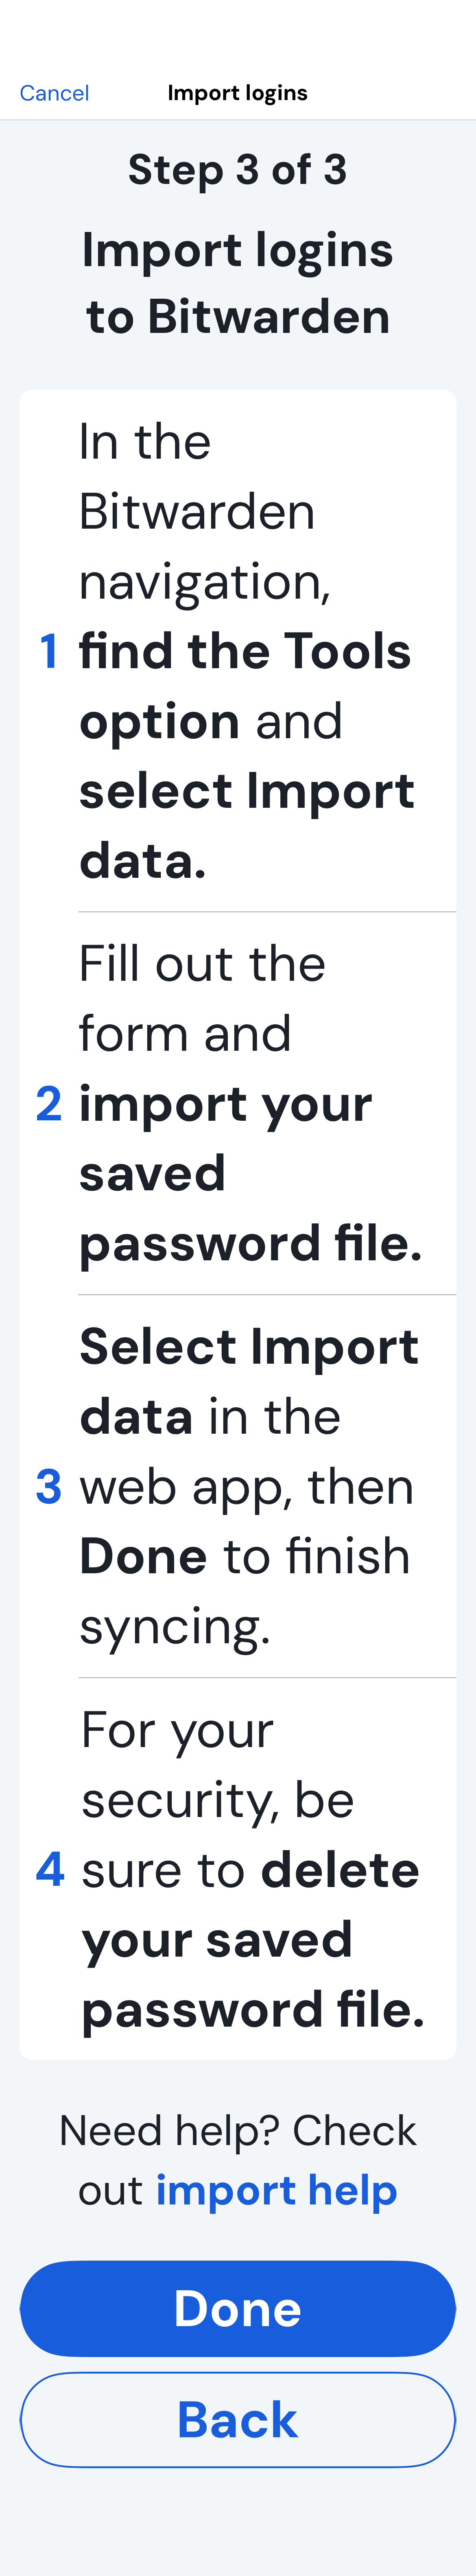 Cancel
Import logins
Step 3 of 3
Import logins
to Bitwarden
In the
Bitwarden
navigation,
1 find the Tools
option and
select Import
data.
Fill out the
form and
2 import your
saved
password file.
Select Import
data in the
3 web app, then
Done to finish
syncing.
For your
security, be
4 sure to delete
your saved
password file.
Need help? Check
out import help
Done
Back